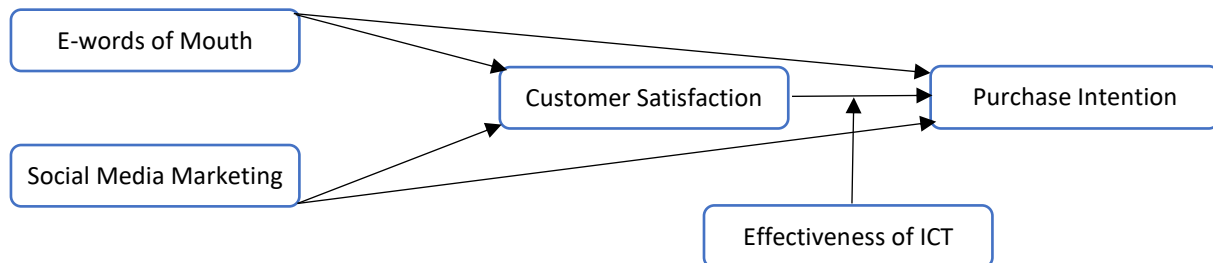 E-words of Mouth
Customer Satisfaction
Purchase Intention
Social Media Marketing
Effectiveness of ICT